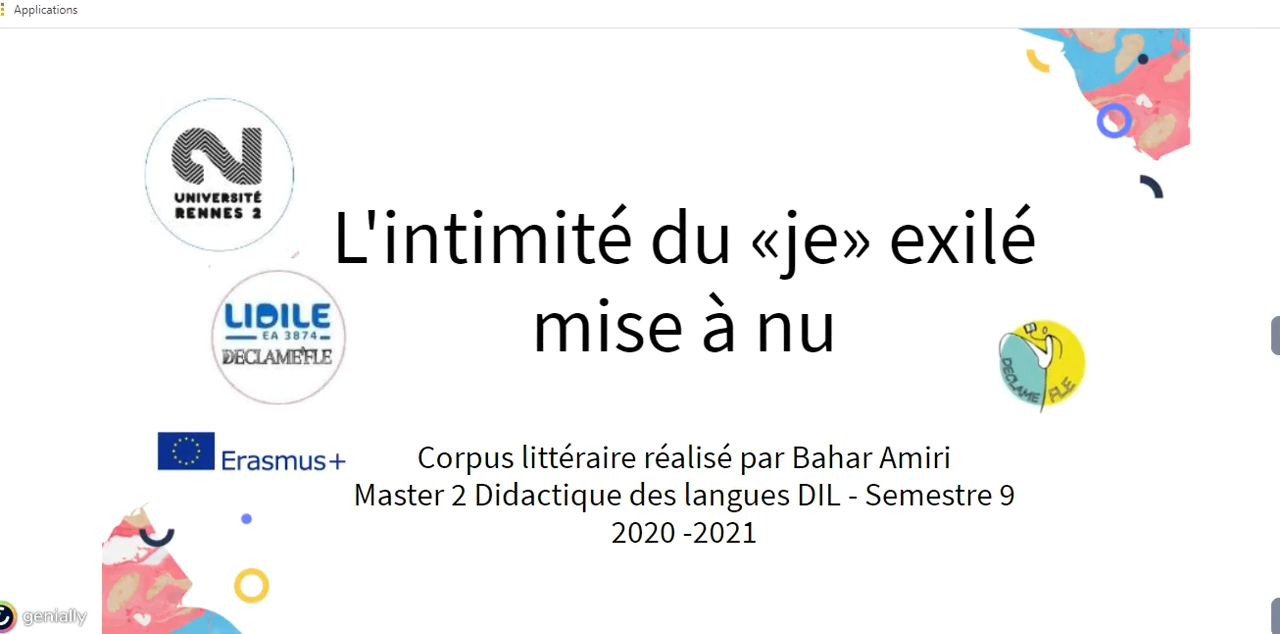 Applications
UNIVERSITÉ
RENNES 2
L'intimité du «je» exilé
mise à nu
LIDILE
EA 3874
DECLAME'FLE
DECLAME
FLE
Erasmus+
Corpus littéraire réalisé par Bahar Amiri
Master 2 Didactique des langues DIL - Semestre 9
2020 -2021
genially